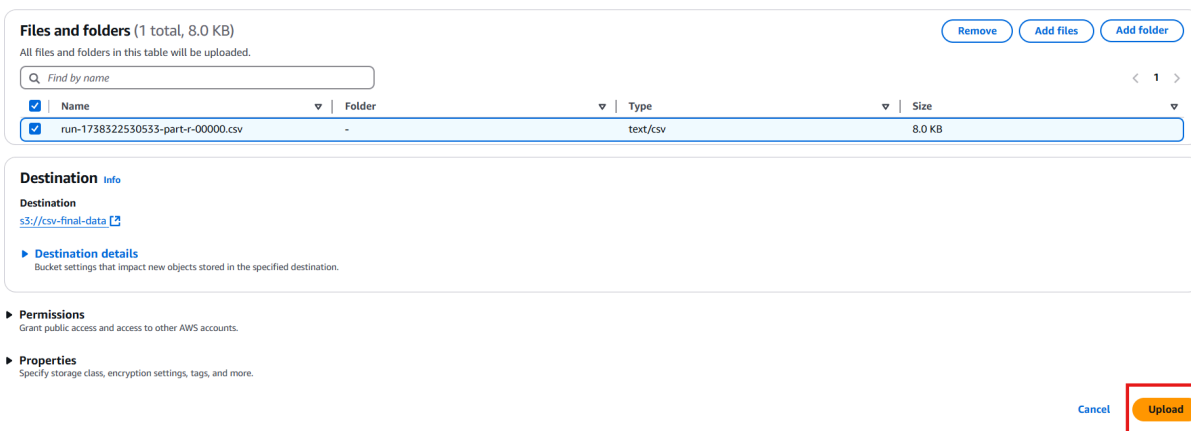 Files and folders (1 total, 8.0 KB)
Remove Add files Add folder
All files and folders in this table will be uploaded.
Find by name
< 1 >
Name Folder Type Size
run-1738322530533-part-r-00000.csv - text/csv 8.0 KB
Destination Info
Destination
s3://csv-final-data
Destination details
Bucket settings that impact new objects stored in the specified destination.
Permissions
Grant public access and access to other AWS accounts.
Properties
Specify storage class, encryption settings, tags, and more.
Cancel Upload